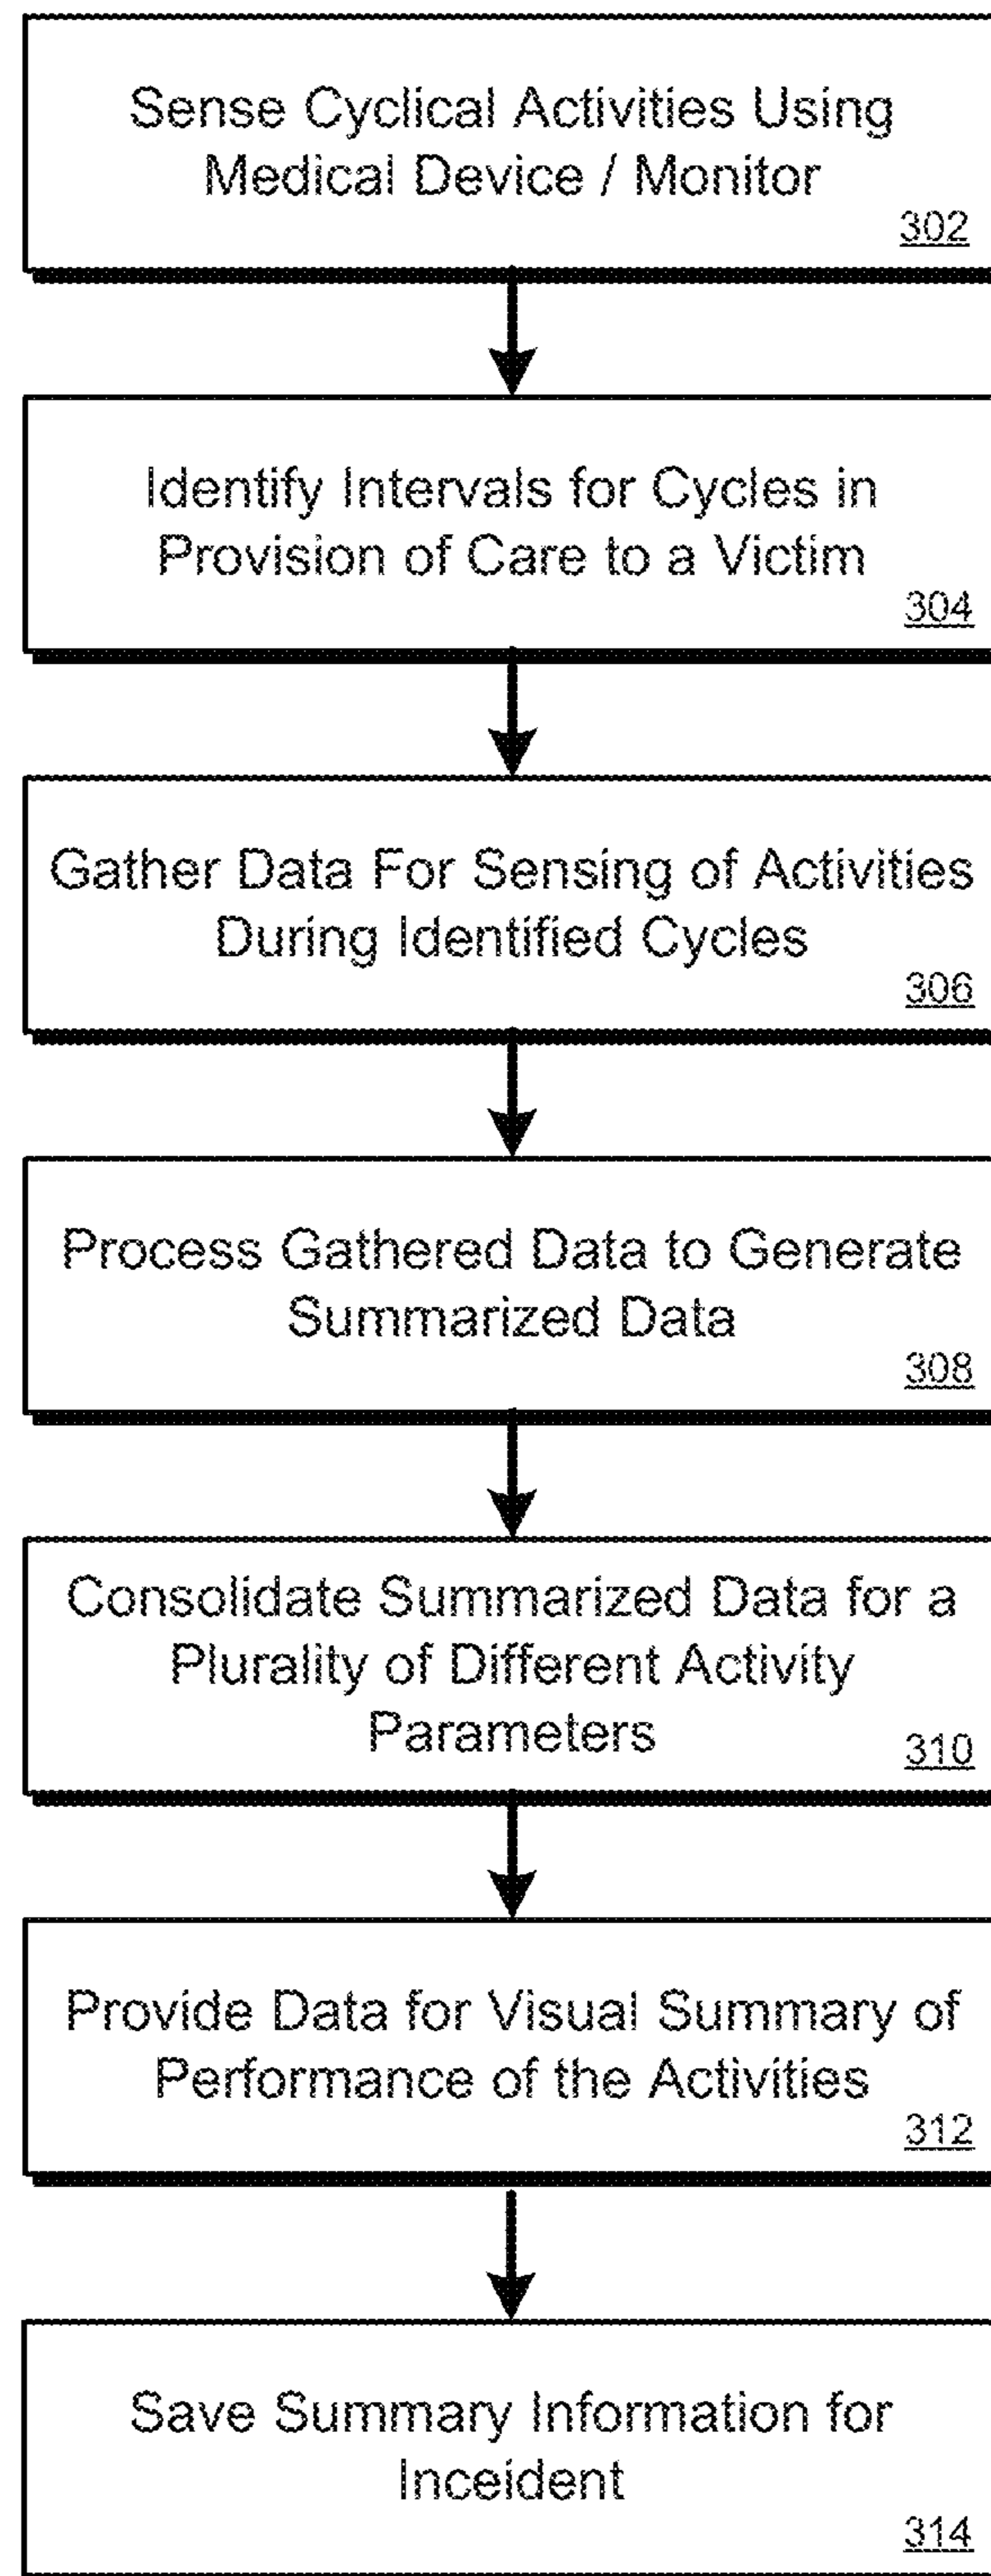 Sense Cyclical Activities Using
Medical Device / Monitor
302
Identify Intervals for Cycles in
Provision of Care to a Victim
304
Gather Data For Sensing of Activities
During Identified Cycles
306
Process Gathered Data to Generate
Summarized Data
308
Consolidate Summarized Data for a
Plurality of Different Activity
Parameters
310
Provide Data for Visual Summary of
Performance of the Activities
312
Save Summary Information for
Inceident
314